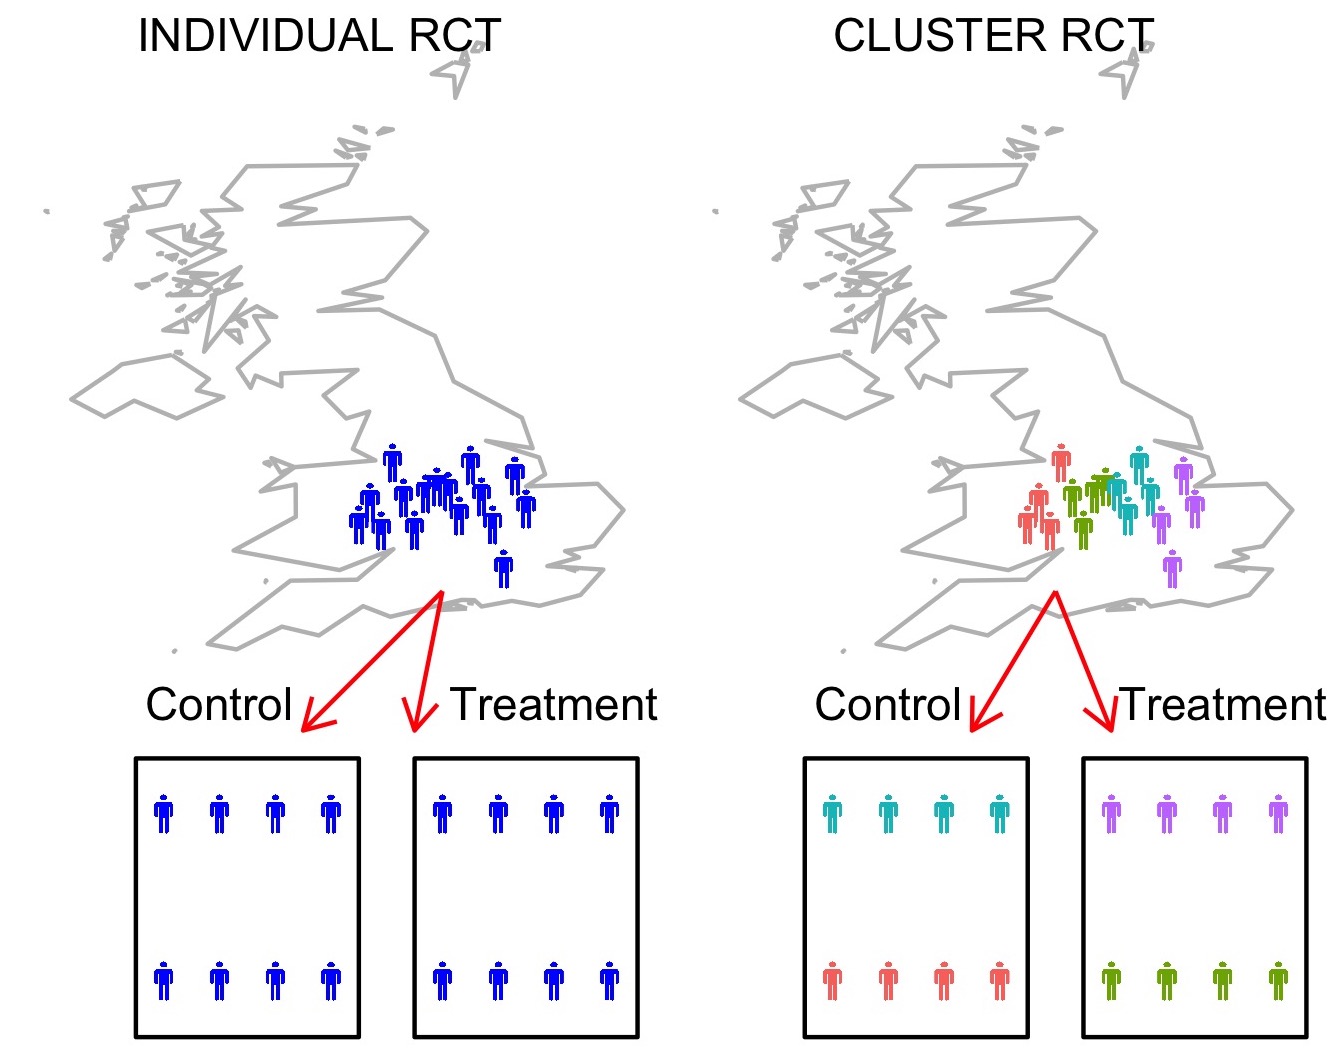 INDIVIDUAL RCT
CLUSTER RCT
Control
Treatment
Control
Treatment